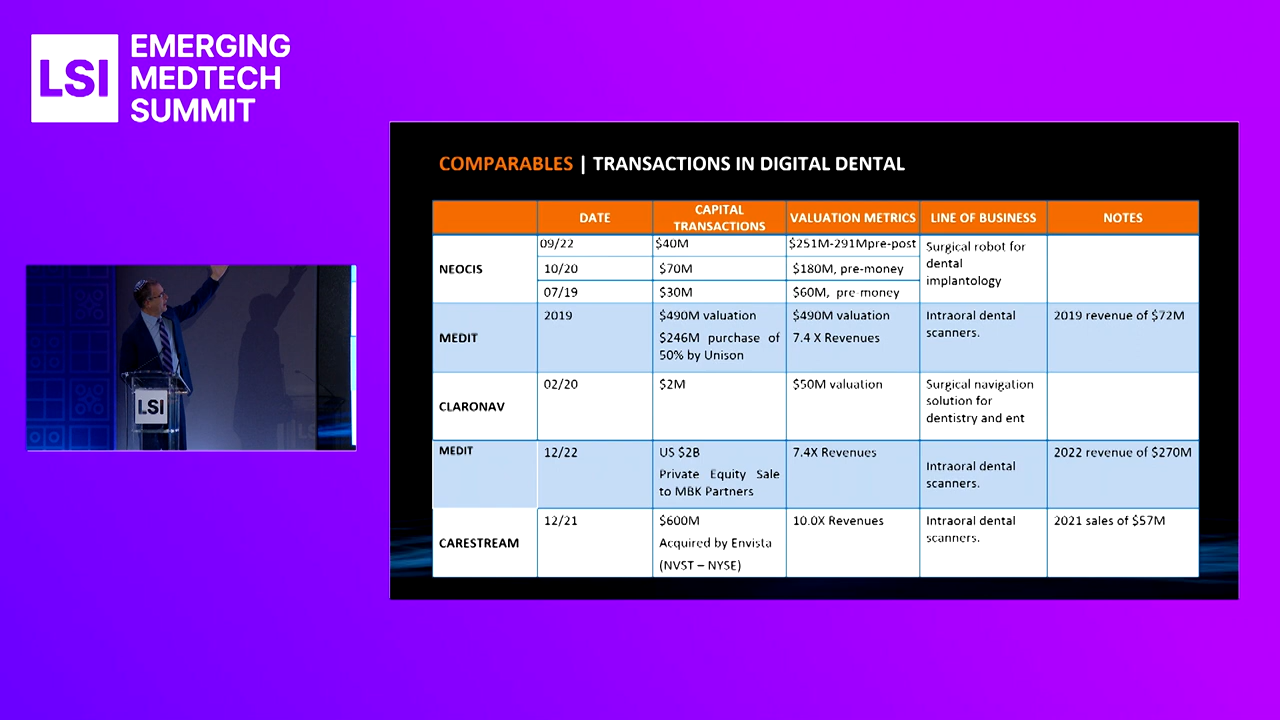 LSI
EMERGING
MEDTECH
SUMMIT
COMPARABLES | TRANSACTIONS IN DIGITAL DENTAL
DATE
CAPITAL
TRANSACTIONS
VALUATION METRICS
LINE OF BUSINESS
NOTES
NEOCIS
09/22
$40M
$251M-291Mpre-post
10/20
$70M
$180M, pre-money
07/19
$30M
$60M, pre-money
Surgical robot for
dental
implantology
MEDIT
2019
$490M valuation
$246M purchase of
50% by Unison
$490M valuation
7.4 X Revenues
Intraoral dental
scanners.
2019 revenue of $72M
CLARONAV
02/20
$2M
$50M valuation
Surgical navigation
solution for
dentistry and ent
MEDIT
12/22
US $2B
Private Equity Sale
to MBK Partners
7.4X Revenues
Intraoral dental
scanners.
2022 revenue of $270M
CARESTREAM
12/21
$600M
Acquired by Envista
(NVST – NYSE)
10.0X Revenues
Intraoral dental
scanners.
2021 sales of $57M
LSI